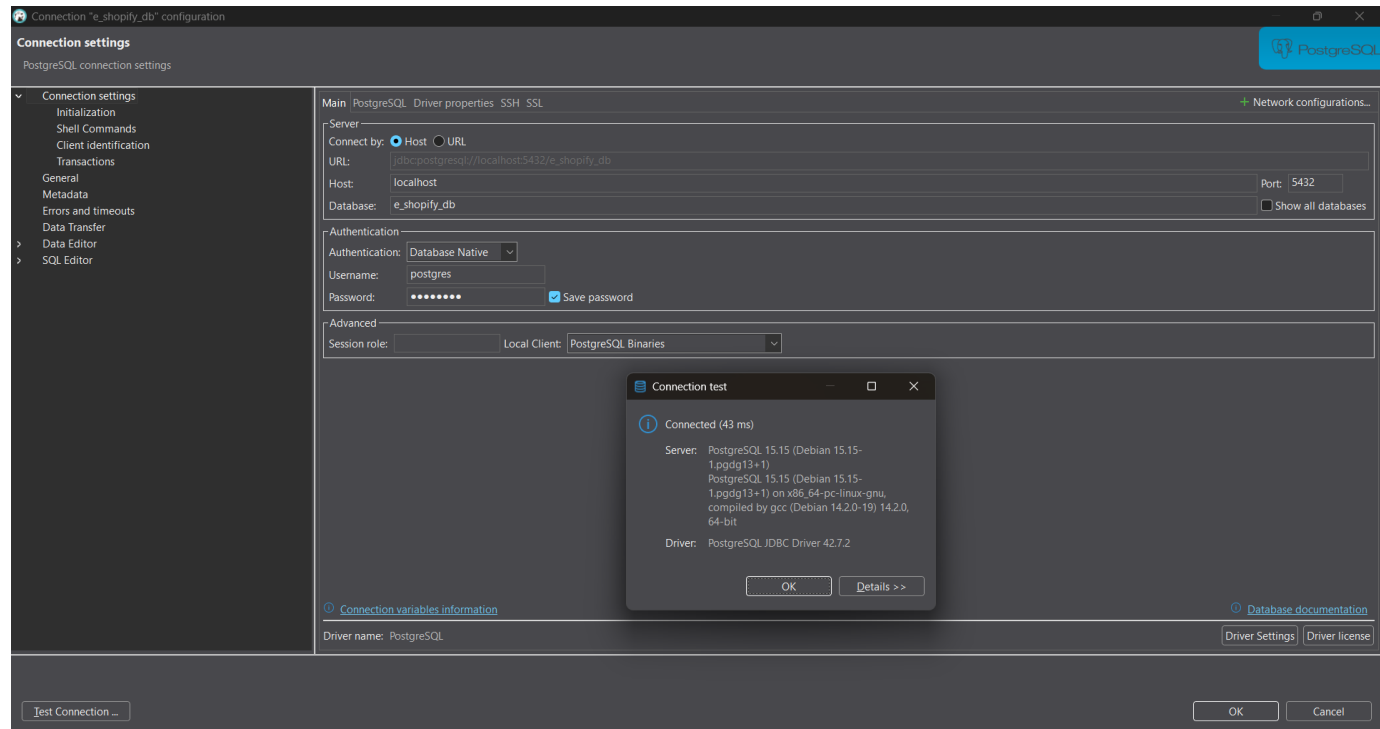 Connection "e_shopify_db" configuration
Connection settings
PostgreSQL connection settings
PostgreSQL
Connection settings
Initialization
Shell Commands
Client identification
Transactions
General
Metadata
Errors and timeouts
Data Transfer
Data Editor
SQL Editor
Main PostgreSQL Driver properties SSH SSL
+ Network configurations...
Server
Connect by: Host URL
URL: jdbc:postgresql://localhost:5432/e_shopify_db
Host: localhost Port: 5432
Database: e_shopify_db Show all databases
Authentication
Authentication: Database Native
Username: postgres
Password: •••••••• Save password
Advanced
Session role: Local Client: PostgreSQL Binaries
Connection test
Connected (43 ms)
Server: PostgreSQL 15.15 (Debian 15.15-
1.pgdg13+1)
PostgreSQL 15.15 (Debian 15.15-
1.pgdg13+1) on x86_64-pc-linux-gnu,
compiled by gcc (Debian 14.2.0-19) 14.2.0,
64-bit
Driver: PostgreSQL JDBC Driver 42.7.2
OK Details >>
Connection variables information
Database documentation
Driver name: PostgreSQL
Driver Settings Driver license
Test Connection ...
OK Cancel